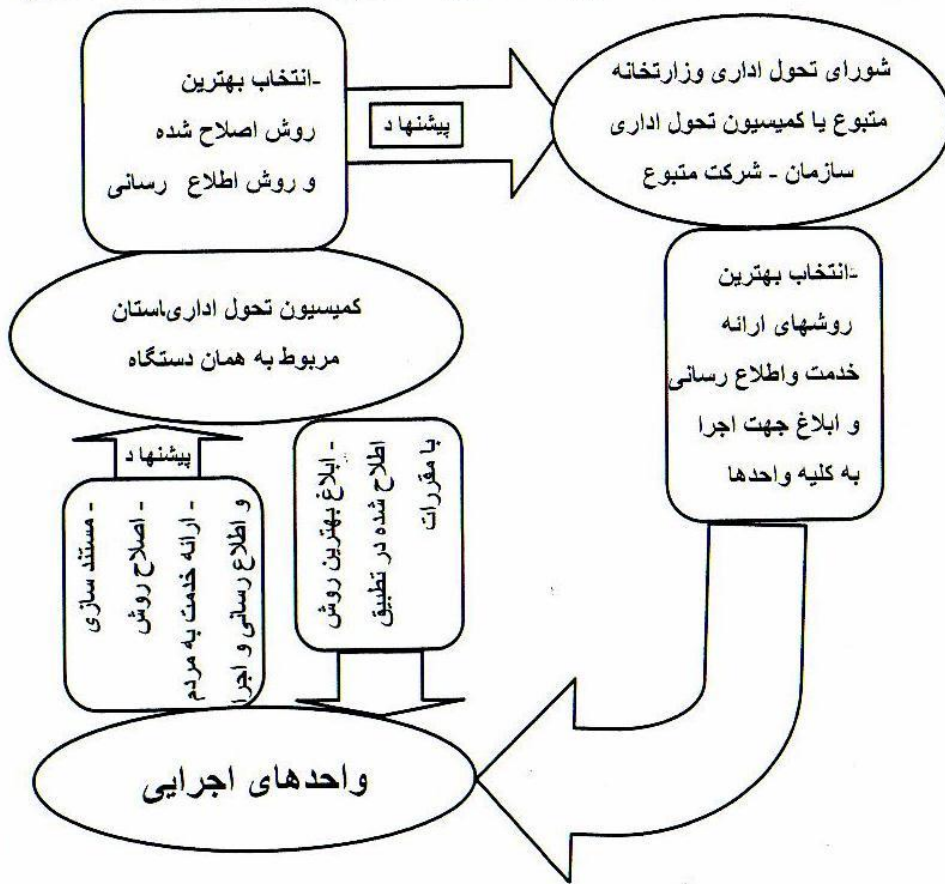 -انتخاب بهترین
روش اصلاح شده
و روش اطلاع رسانی
پیشنها د
شورای تحول اداری وزارتخانه
متبوع یا کمیسیون تحول اداری
سازمان - شرکت متبوع
-انتخاب بهترین
روشهای ارائه
خدمت واطلاع رسانی
و ابلاغ جهت اجرا
به کلیه واحدها
کمیسیون تحول اداری‌استان
مربوط به همان دستگاه
پیشنها د
- مستند سازی
- اصلاح روش
- ارائه خدمت به مردم
و اطلاع رسانی و اجرا
- ابلاغ بهترین روش
اطلاح شده در تطبیق
با مقررات
واحدهای اجرایی